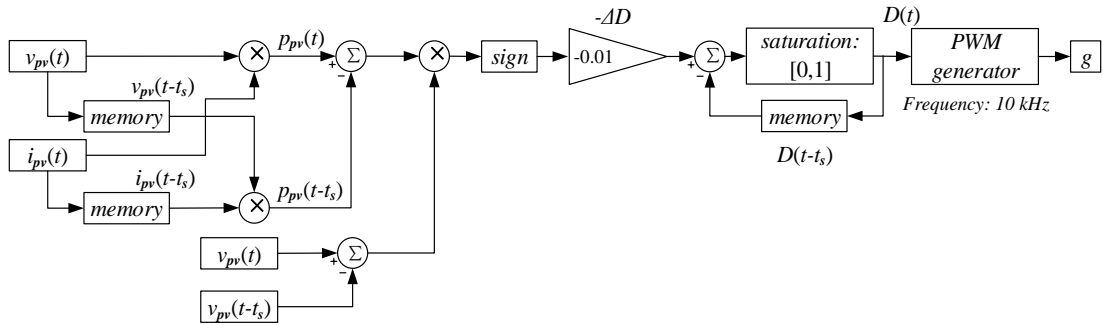 v_pv(t)
v_pv(t-t_s)
memory
i_pv(t)
i_pv(t-t_s)
memory
×
×
p_pv(t)
p_pv(t-t_s)
Σ
+
−
×
v_pv(t)
v_pv(t-t_s)
Σ
+
−
sign
-ΔD
-0.01
Σ
+
−
saturation:
[0,1]
memory
D(t-t_s)
D(t)
PWM
generator
Frequency: 10 kHz
g